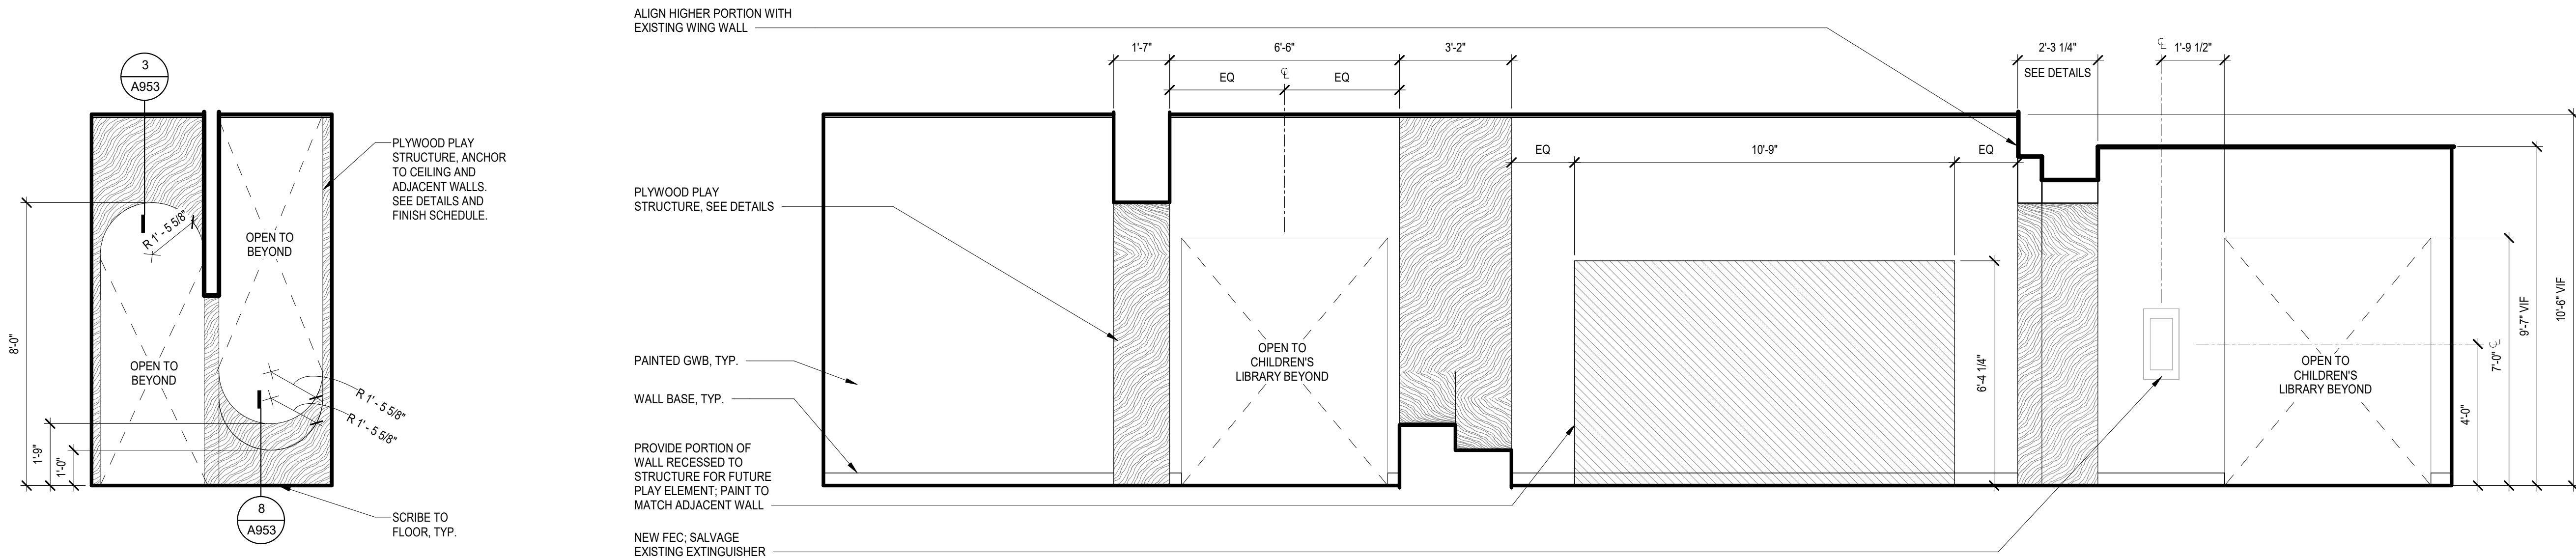 3
A953
PLYWOOD PLAY
STRUCTURE, ANCHOR
TO CEILING AND
ADJACENT WALLS.
SEE DETAILS AND
FINISH SCHEDULE.
R 1' - 5 5/8"
OPEN TO
BEYOND
8'-0"
OPEN TO
BEYOND
R 1' - 5 5/8"
R 1' - 5 5/8"
1'-9"
1'-0"
8
A953
SCRIBE TO
FLOOR, TYP.
ALIGN HIGHER PORTION WITH
EXISTING WING WALL
1'-7"
6'-6"
3'-2"
2'-3 1/4"
℄
1'-9 1/2"
EQ
℄
EQ
SEE DETAILS
EQ
10'-9"
EQ
PLYWOOD PLAY
STRUCTURE, SEE DETAILS
PAINTED GWB, TYP.
OPEN TO
CHILDREN'S
LIBRARY BEYOND
WALL BASE, TYP.
6'-4 1/4"
OPEN TO
CHILDREN'S
LIBRARY BEYOND
4'-0"
7'-0" ℄
9'-7" VIF
10'-6" VIF
PROVIDE PORTION OF
WALL RECESSED TO
STRUCTURE FOR FUTURE
PLAY ELEMENT; PAINT TO
MATCH ADJACENT WALL
NEW FEC; SALVAGE
EXISTING EXTINGUISHER